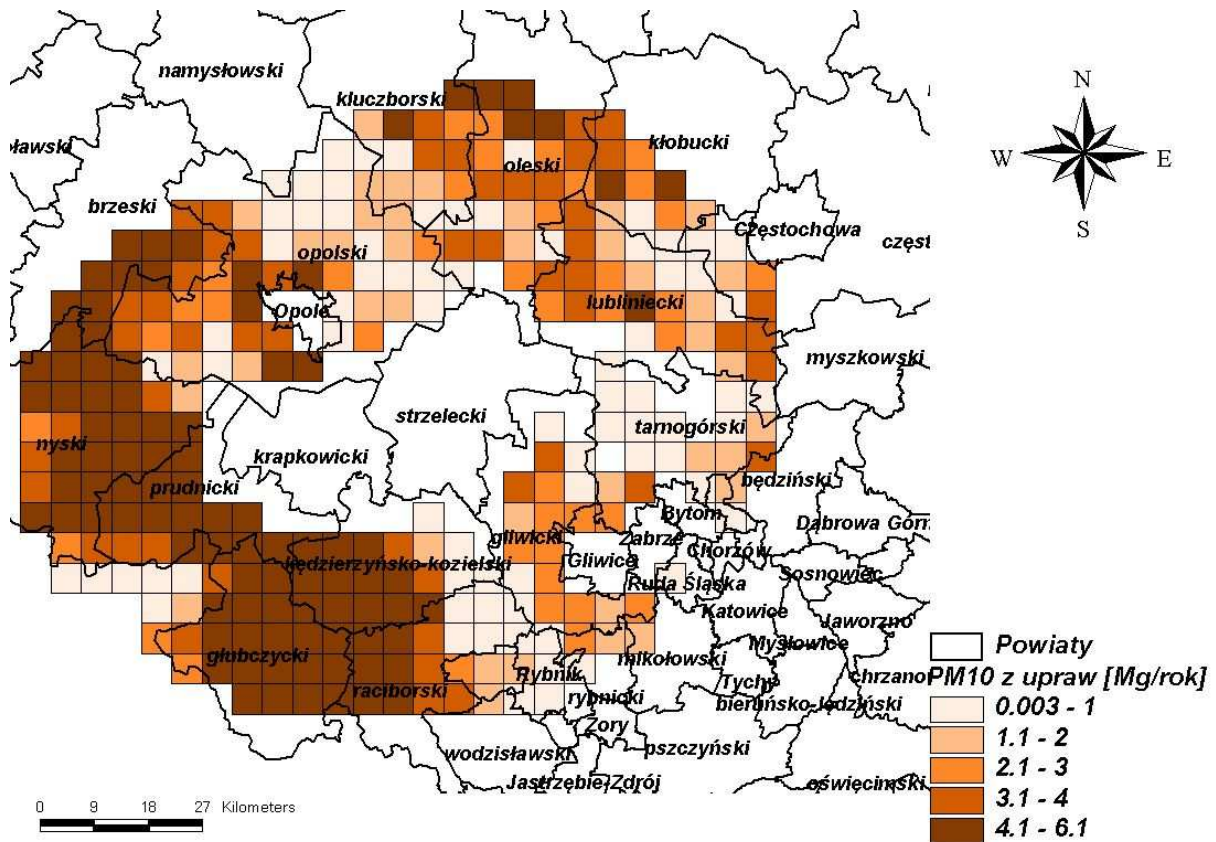 namysłowski
kluczborski
N
ławski
oleski
kłobucki
W
E
brzeski
S
Częstochowa
opolski
częst
Opole
lubliniecki
myszkowski
strzelecki
tarnogórski
nyski
krapkowicki
prudnicki
będziński
Bytom
Dąbrowa Górn
gliwicki
Zabrze
Chorzów
kędzierzyńsko-kozielski
Gliwice
Sosnowiec
Ruda Śląska
Katowice
Jaworzno
Mysłowice
głubczycki
mikołowski
Powiaty
Rybnik
Tychy
chrzanow
PM10 z upraw [Mg/rok]
raciborski
rybnicki
bieruńsko-lędziński
0.003 - 1
Żory
1.1 - 2
wodzisławski
pszczyński
2.1 - 3
Jastrzębie-Zdrój
oświęcimski
3.1 - 4
0 9 18 27 Kilometers
4.1 - 6.1